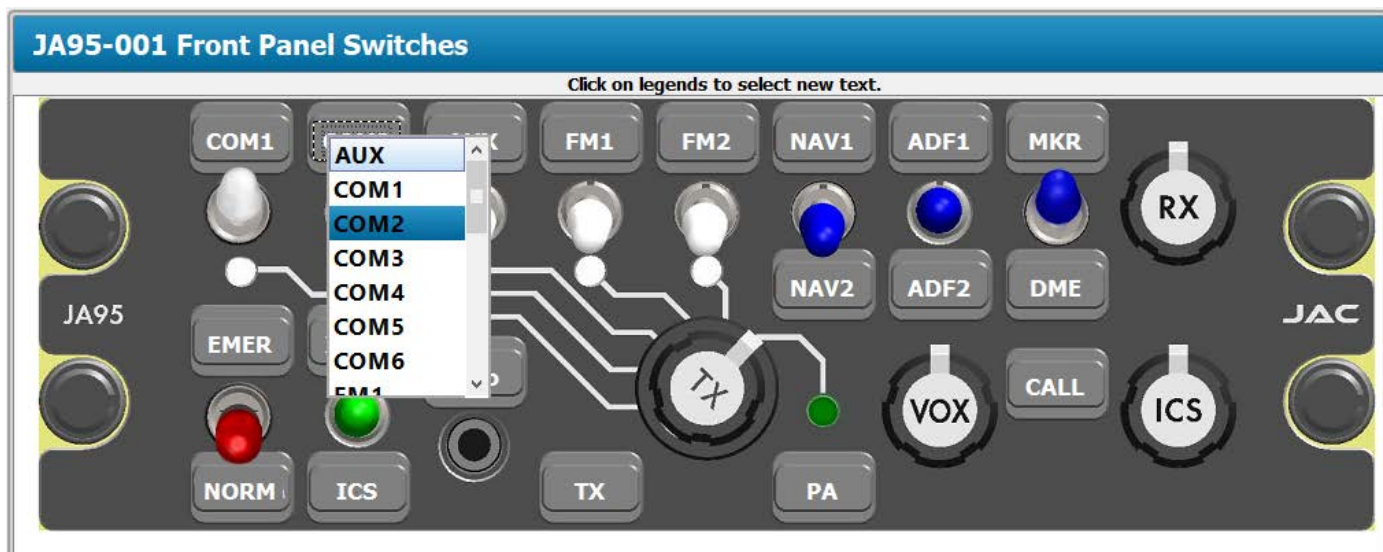 JA95-001 Front Panel Switches
Click on legends to select new text.
COM1 FM1 FM2 NAV1 ADF1 MKR
AUX
COM1
COM2
COM3
COM4
COM5
COM6
FM1
RX
NAV2 ADF2 DME
JA95
JAC
EMER
CALL
TX
VOX
ICS
NORM ICS TX PA